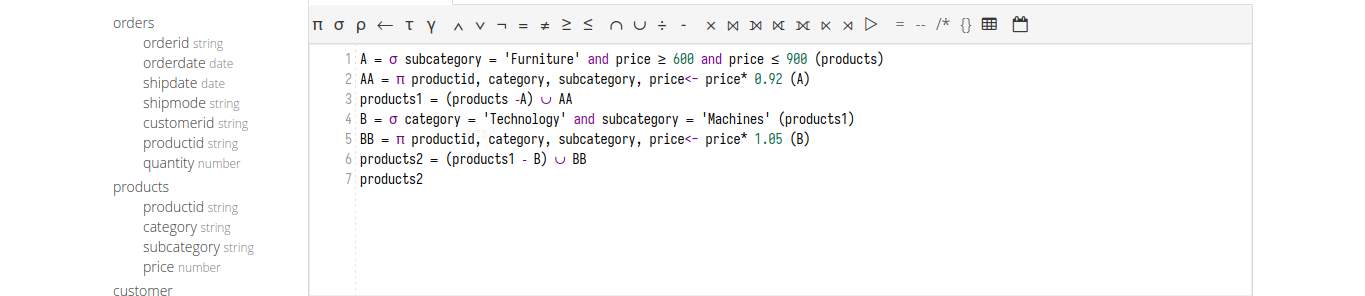 orders
orderid string
orderdate date
shipdate date
shipmode string
customerid string
productid string
quantity number
products
productid string
category string
subcategory string
price number
customer
π σ ρ ← τ γ ∧ ∨ ¬ = ≠ ≥ ≤ ∩ ∪ ÷ - ⨯ ⋈ ⟕ ⟖ ⟗ ⋉ ⋊ ▷ = -- /* {}
1 A = σ subcategory = 'Furniture' and price ≥ 600 and price ≤ 900 (products)
2 AA = π productid, category, subcategory, price<- price* 0.92 (A)
3 products1 = (products -A) ∪ AA
4 B = σ category = 'Technology' and subcategory = 'Machines' (products1)
5 BB = π productid, category, subcategory, price<- price* 1.05 (B)
6 products2 = (products1 - B) ∪ BB
7 products2